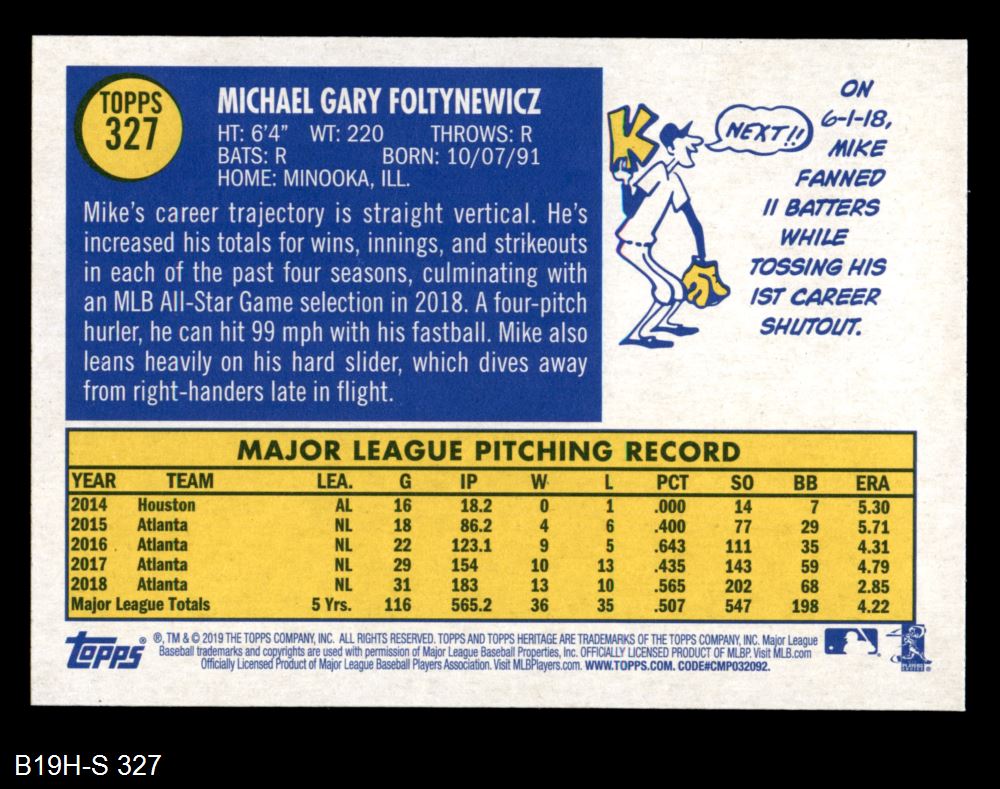 TOPPS
327
MICHAEL GARY FOLTYNEWICZ
HT: 6'4" WT: 220 THROWS: R
BATS: R BORN: 10/07/91
HOME: MINOOKA, ILL.
Mike's career trajectory is straight vertical. He's
increased his totals for wins, innings, and strikeouts
in each of the past four seasons, culminating with
an MLB All-Star Game selection in 2018. A four-pitch
hurler, he can hit 99 mph with his fastball. Mike also
leans heavily on his hard slider, which dives away
from right-handers late in flight.
K
NEXT!!
ON
6-1-18,
MIKE
FANNED
11 BATTERS
WHILE
TOSSING HIS
1ST CAREER
SHUTOUT.
MAJOR LEAGUE PITCHING RECORD
YEAR TEAM LEA. G IP W L PCT SO BB ERA
2014 Houston AL 16 18.2 0 1 .000 14 7 5.30
2015 Atlanta NL 18 86.2 4 6 .400 77 29 5.71
2016 Atlanta NL 22 123.1 9 5 .643 111 35 4.31
2017 Atlanta NL 29 154 10 13 .435 143 59 4.79
2018 Atlanta NL 31 183 13 10 .565 202 68 2.85
Major League Totals 5 Yrs. 116 565.2 36 35 .507 547 198 4.22
Topps ®
®, TM & © 2019 THE TOPPS COMPANY, INC. ALL RIGHTS RESERVED. TOPPS AND TOPPS HERITAGE ARE TRADEMARKS OF THE TOPPS COMPANY, INC. Major League
Baseball trademarks and copyrights are used with permission of Major League Baseball Properties, Inc. OFFICIALLY LICENSED PRODUCT OF MLBP. Visit MLB.com
Officially Licensed Product of Major League Baseball Players Association. Visit MLBPlayers.com. WWW.TOPPS.COM. CODE#CMP032092.
B19H-S 327